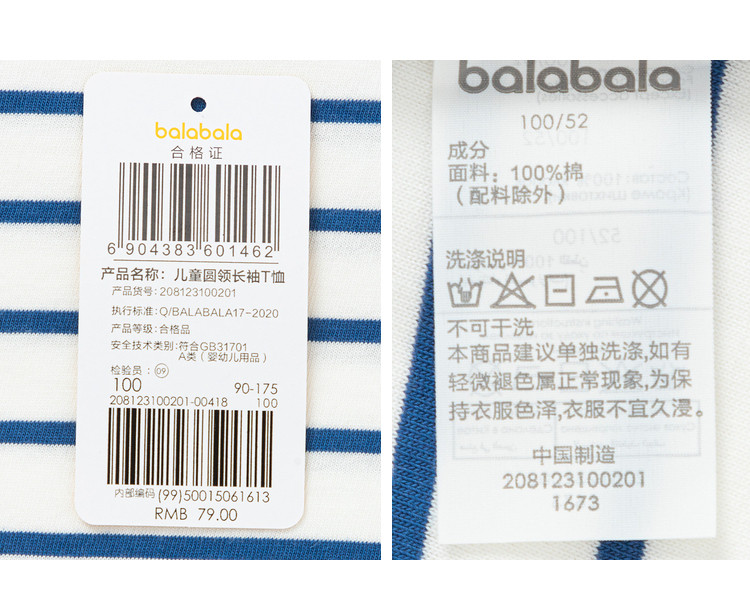 balabala
合格证
6 904383 601462
产品名称：儿童圆领长袖T恤
产品货号：208123100201
执行标准：Q/BALABALA17-2020
产品等级：合格品
安全技术类别：符合GB31701
A类（婴幼儿用品）
检验员：09
100 90-175
208123100201-00418 100
内部编码 (99)50015061613
RMB 79.00
balabala
100/52
成分
面料：100%棉
（配料除外）
洗涤说明
不可干洗
本商品建议单独洗涤,如有
轻微褪色属正常现象,为保
持衣服色泽,衣服不宜久浸。
中国制造
208123100201
1673